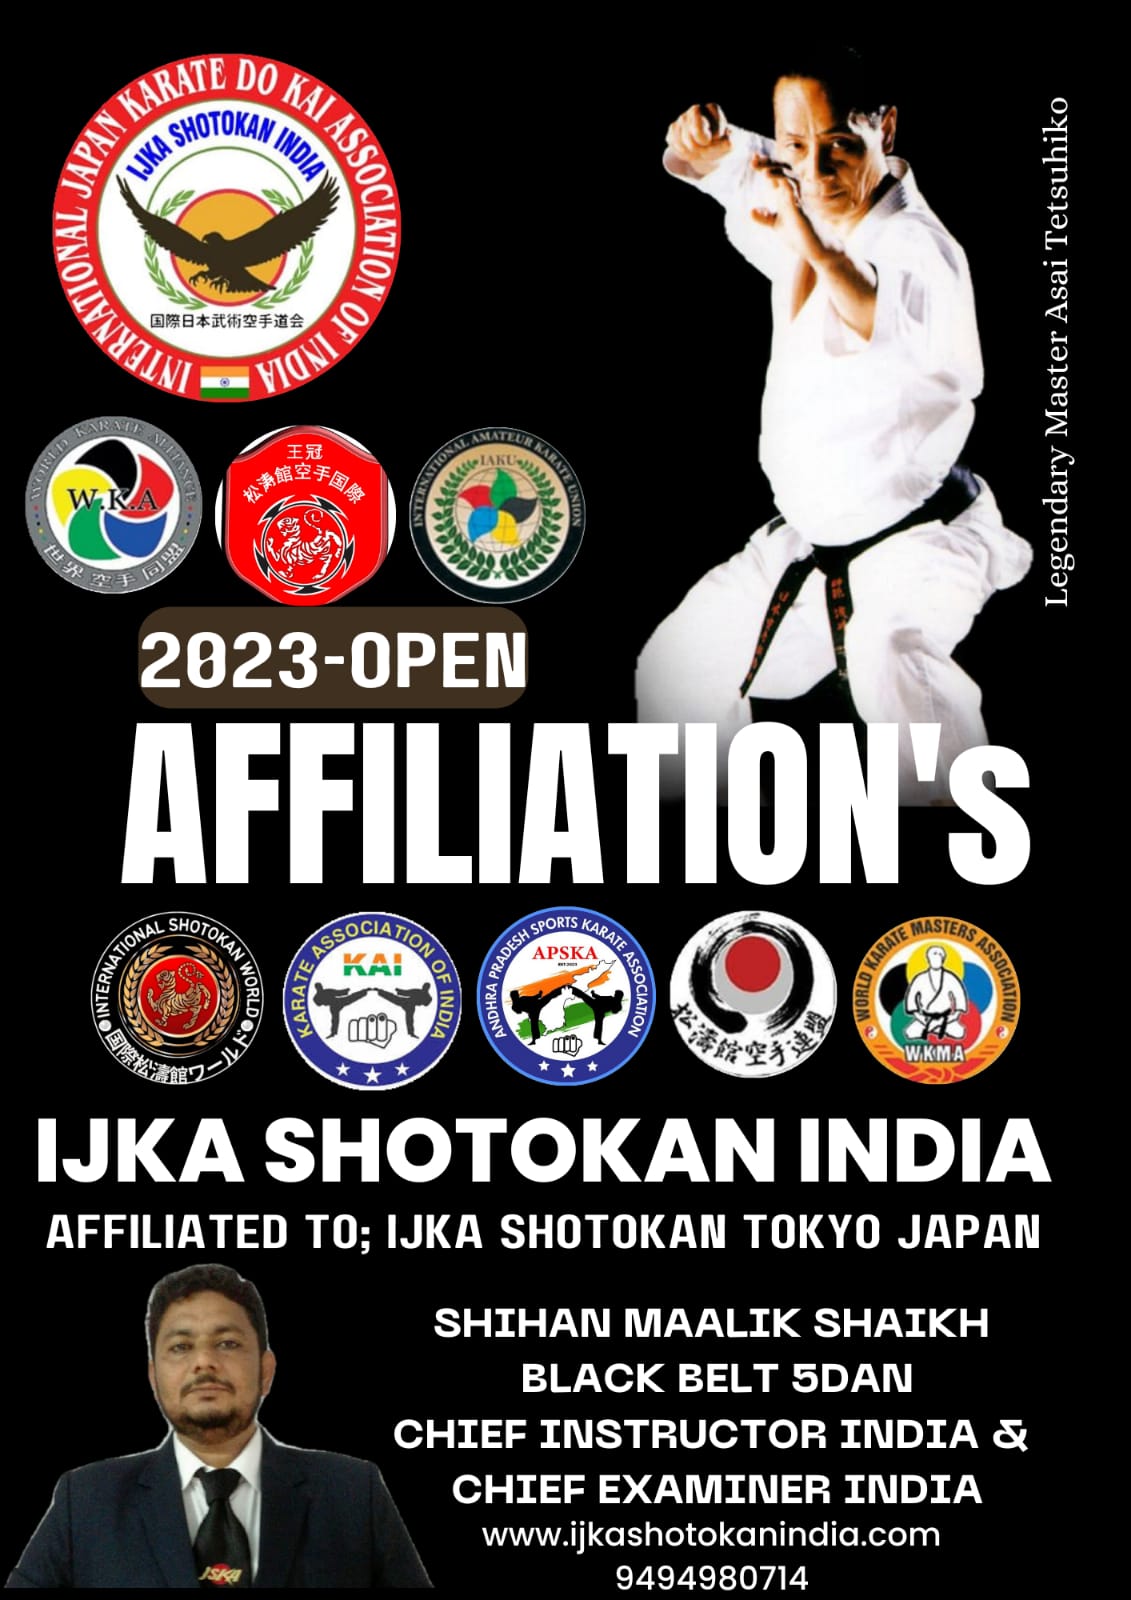 INTERNATIONAL JAPAN KARATE DO KAI ASSOCIATION OF INDIA
IJKA SHOTOKAN INDIA
国際日本武術空手道会
Legendary Master Asai Tetsuhiko
WORLD KARATE ALLIANCE
W.K.A
世界空手同盟
王冠
松濤館空手国際
INTERNATIONAL AMATEUR KARATE UNION
IAKU
2023-OPEN
AFFILIATION's
INTERNATIONAL SHOTOKAN WORLD
国際松濤館ワールド
KARATE ASSOCIATION OF INDIA
KAI
ANDHRA PRADESH SPORTS KARATE ASSOCIATION
APSKA
松濤館空手連盟
WORLD KARATE MASTERS ASSOCIATION
WKMA
IJKA SHOTOKAN INDIA
AFFILIATED TO; IJKA SHOTOKAN TOKYO JAPAN
SHIHAN MAALIK SHAIKH
BLACK BELT 5DAN
CHIEF INSTRUCTOR INDIA &
CHIEF EXAMINER INDIA
www.ijkashotokanindia.com
9494980714